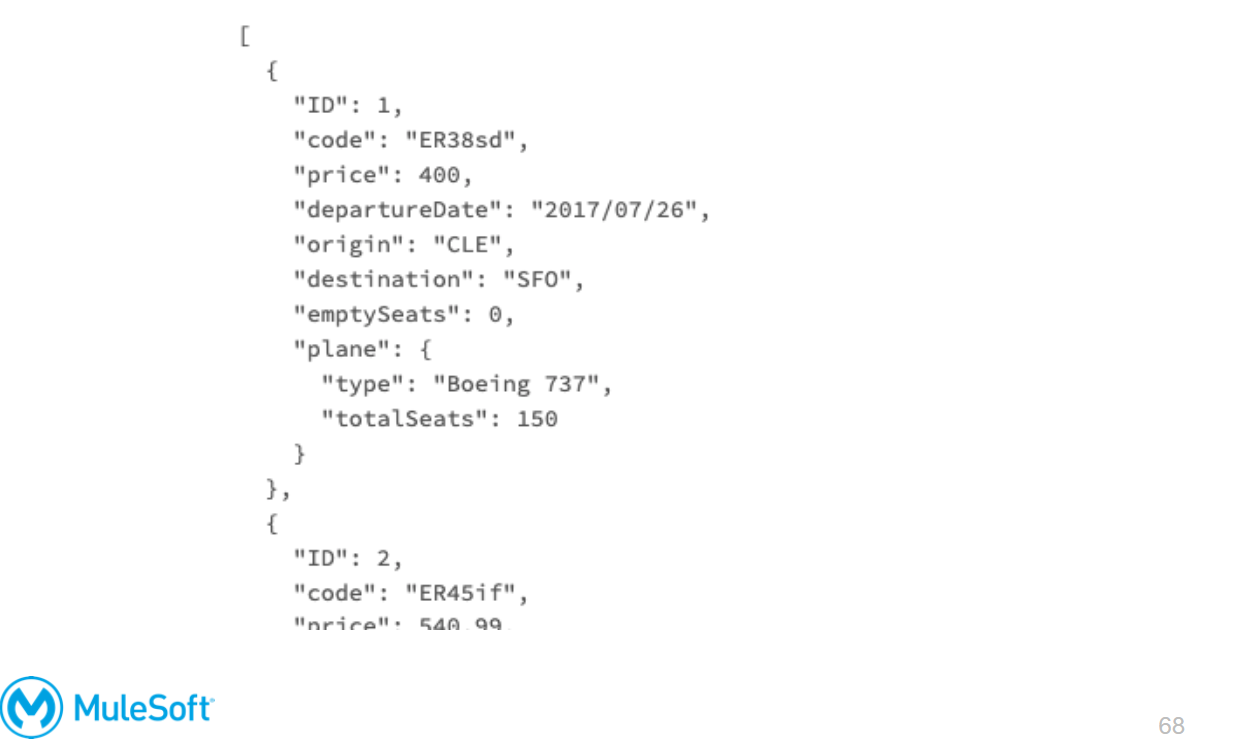 [
  {
    "ID": 1,
    "code": "ER38sd",
    "price": 400,
    "departureDate": "2017/07/26",
    "origin": "CLE",
    "destination": "SFO",
    "emptySeats": 0,
    "plane": {
      "type": "Boeing 737",
      "totalSeats": 150
    }
  },
  {
    "ID": 2,
    "code": "ER45if",
    "price": 540.99,
MuleSoft
68